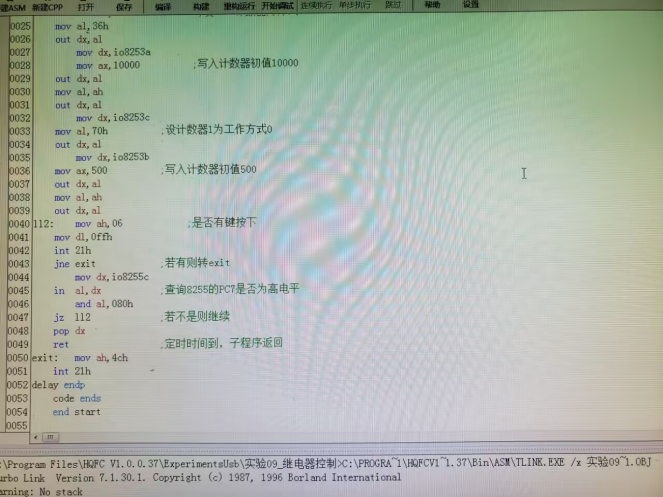 建ASM 新建CPP 打开 保存 编译 构建 重构运行 开始调试 连续执行 单步执行 跳过 帮助 设置
0025 mov al,36h
0026 out dx,al
0027 mov dx,io8253a
0028 mov ax,10000 ;写入计数器初值10000
0029 out dx,al
0030 mov al,ah
0031 out dx,al
0032 mov dx,io8253c
0033 mov al,70h ;设计数器1为工作方式0
0034 out dx,al
0035 mov dx,io8253b
0036 mov ax,500 ;写入计数器初值500
0037 out dx,al
0038 mov al,ah
0039 out dx,al
0040 ll2: mov ah,06 ;是否有键按下
0041 mov dl,0ffh
0042 int 21h
0043 jne exit ;若有则转exit
0044 mov dx,io8255c
0045 in al,dx ;查询8255的PC7是否为高电平
0046 and al,080h
0047 jz ll2 ;若不是则继续
0048 pop dx
0049 ret ;定时时间到，子程序返回
0050 exit: mov ah,4ch
0051 int 21h
0052 delay endp
0053 code ends
0054 end start
0055
:\Program Files\HQFC V1.0.0.37\ExperimentsUsb\实验09_继电器控制>C:\PROGRA~1\HQFCV1~1.37\Bin\ASM\TLINK.EXE /x 实验09~1.OBJ
urbo Link Version 7.1.30.1. Copyright (c) 1987, 1996 Borland International
arning: No stack